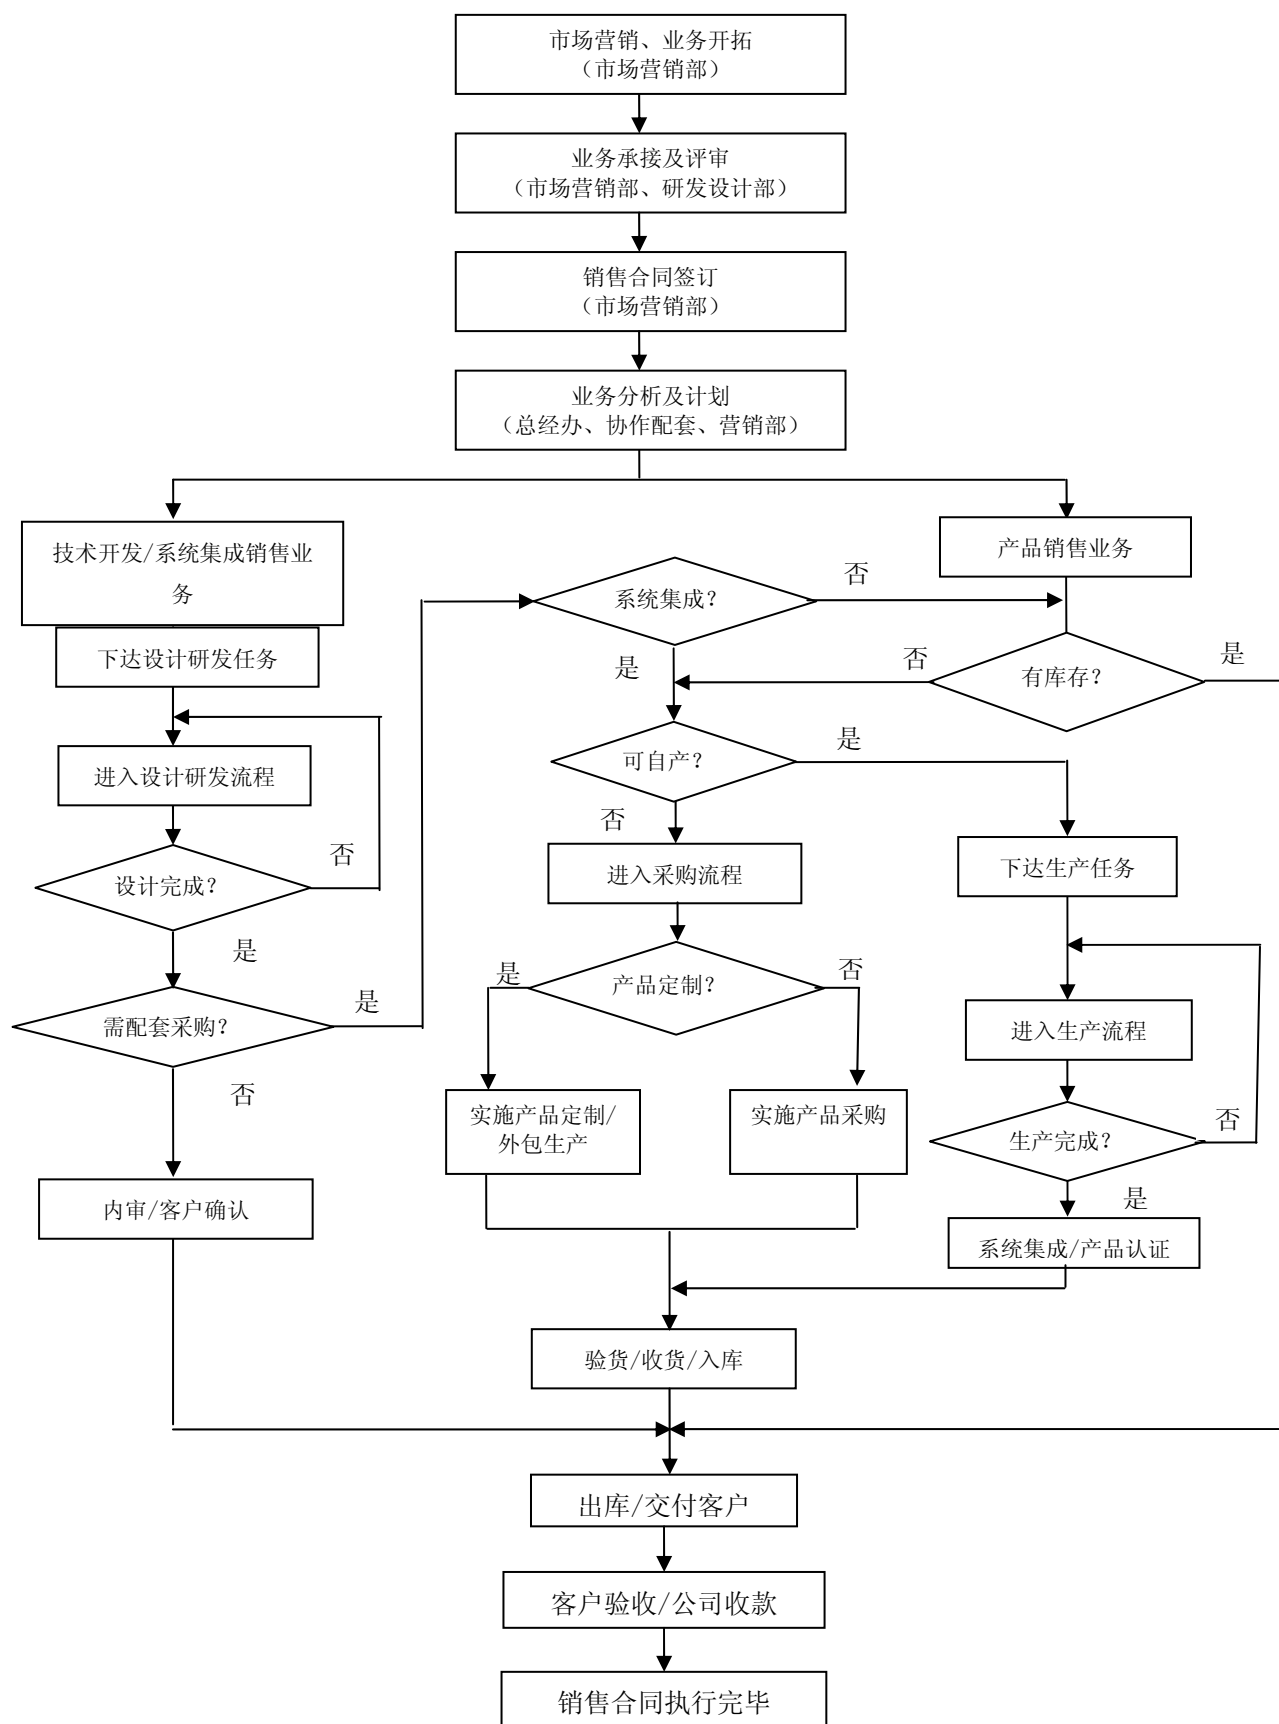 市场营销、业务开拓
（市场营销部）
业务承接及评审
（市场营销部、研发设计部）
销售合同签订
（市场营销部）
业务分析及计划
（总经办、协作配套、营销部）
技术开发/系统集成销售业
务
产品销售业务
系统集成？
否
下达设计研发任务
是
否
有库存？
是
进入设计研发流程
可自产？
是
否
设计完成？
否
进入采购流程
下达生产任务
是
需配套采购？
是
是
产品定制？
否
进入生产流程
否
实施产品定制/
外包生产
实施产品采购
生产完成？
否
内审/客户确认
是
系统集成/产品认证
验货/收货/入库
出库/交付客户
客户验收/公司收款
销售合同执行完毕